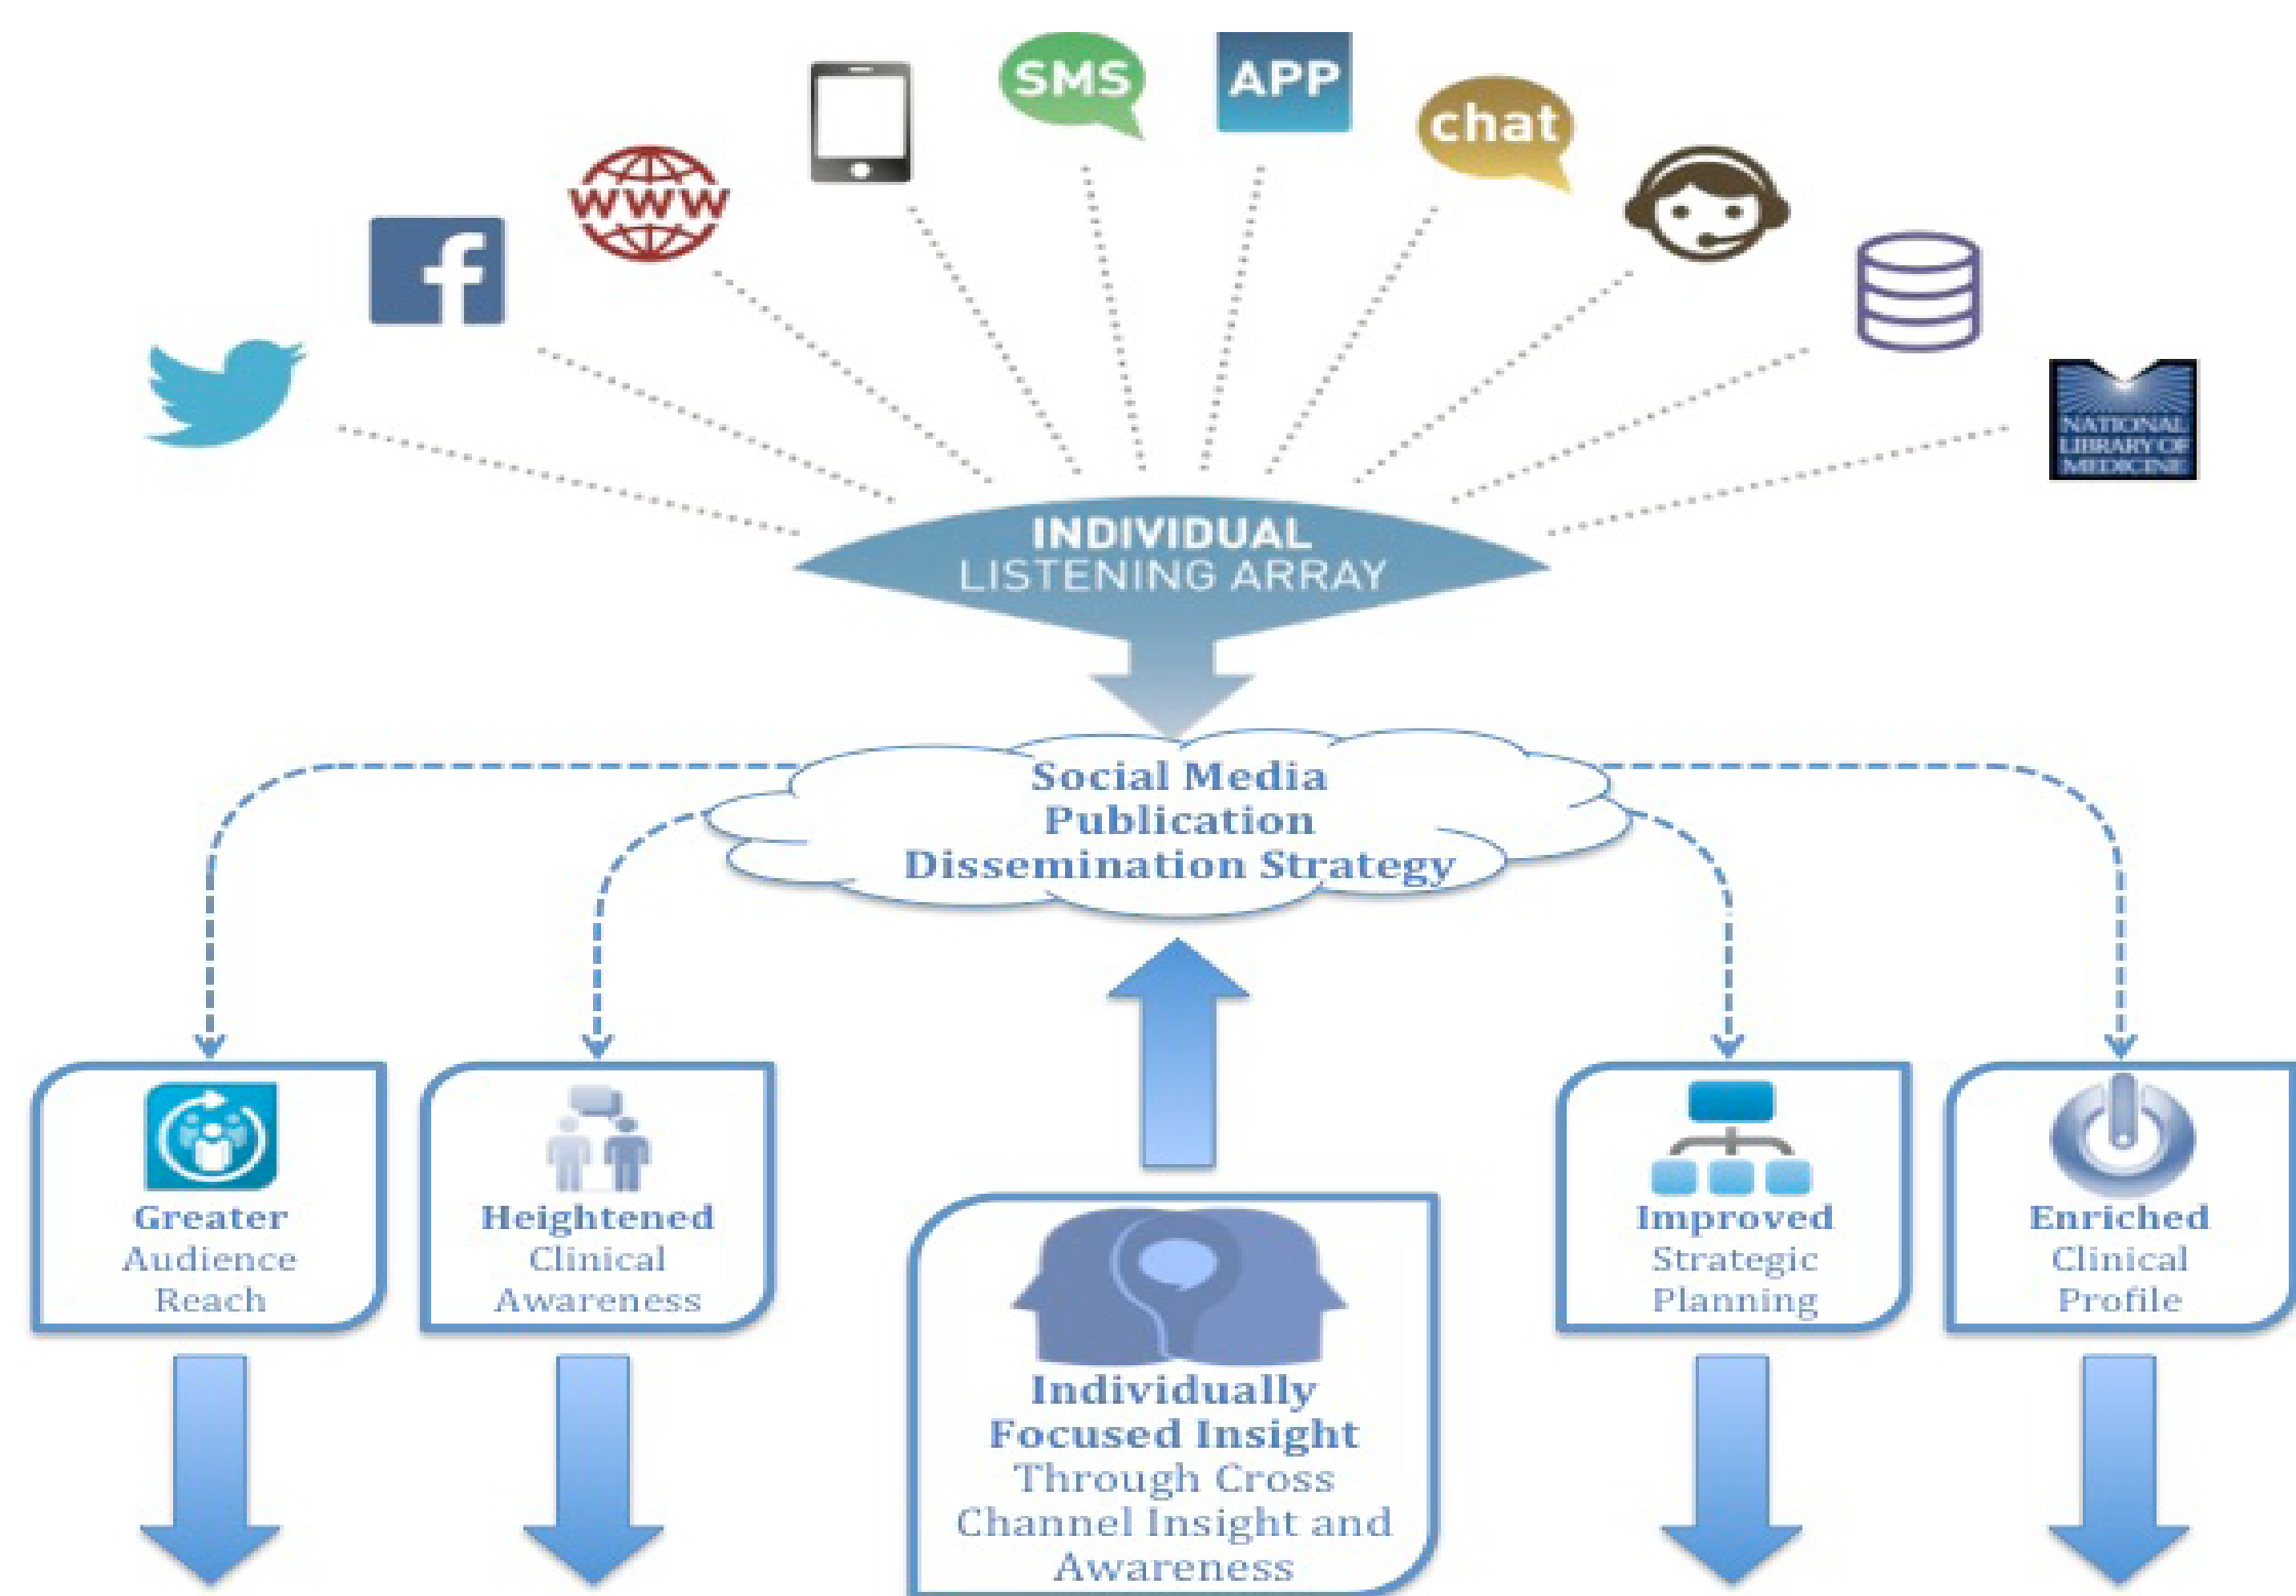 SMS
APP
chat
WWW
f
NATIONAL
LIBRARY OF
MEDICINE
INDIVIDUAL
LISTENING ARRAY
Social Media
Publication
Dissemination Strategy
Greater
Audience
Reach
Heightened
Clinical
Awareness
Individually
Focused Insight
Through Cross
Channel Insight and
Awareness
Improved
Strategic
Planning
Enriched
Clinical
Profile